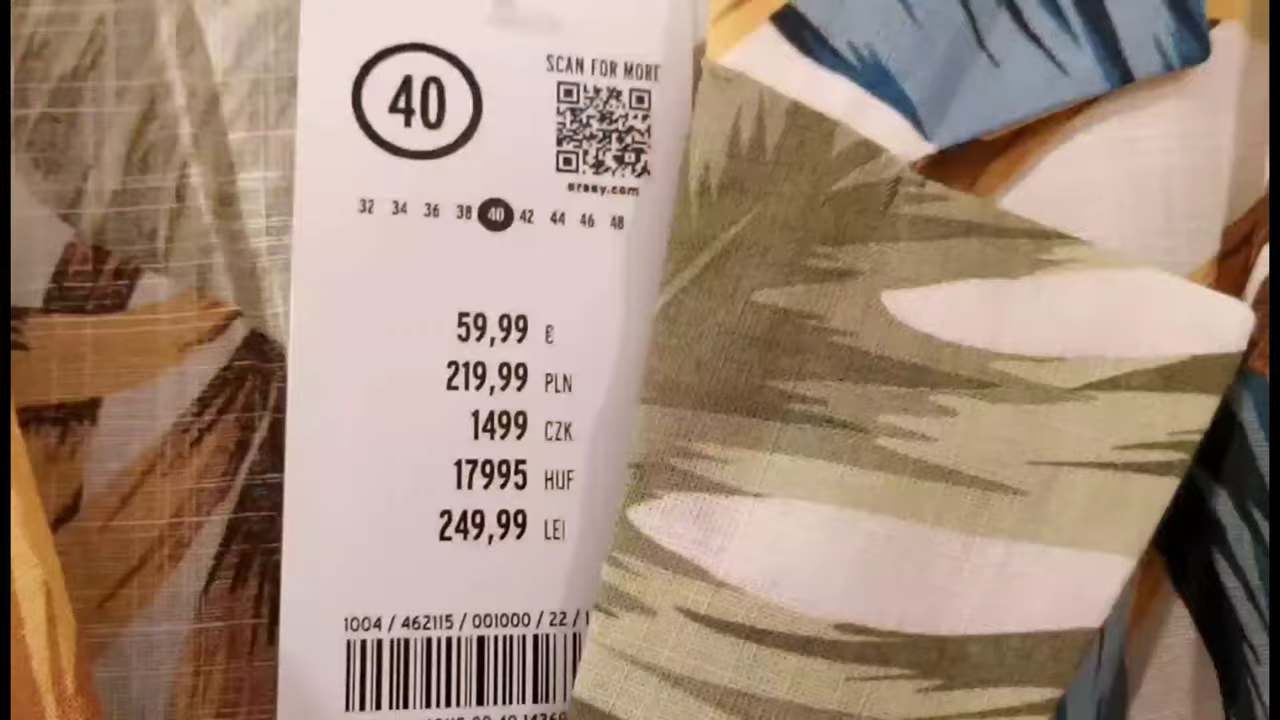 40
SCAN FOR MORE
orsay.com
32 34 36 38 40 42 44 46 48
59,99 €
219,99 PLN
1499 CZK
17995 HUF
249,99 LEI
1004 / 462115 / 001000 / 22 /